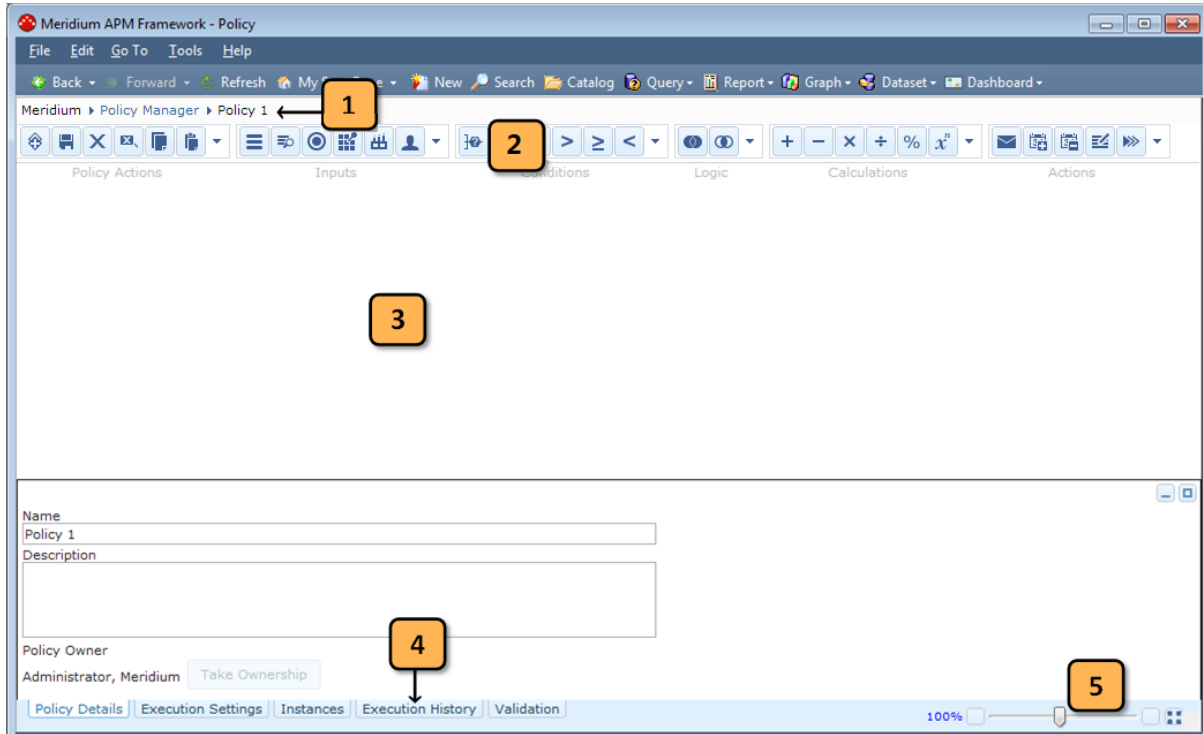 Meridium APM Framework - Policy
File Edit Go To Tools Help
Back Forward Refresh New Search Catalog Query Report Graph Dataset Dashboard
Meridium Policy Manager Policy 1
1
2
> ≥ <
+ − × ÷ % xⁿ
Policy Actions Inputs Conditions Logic Calculations Actions
3
Name
Policy 1
Description
4
Policy Owner
Administrator, Meridium Take Ownership
5
Policy Details Execution Settings Instances Execution History Validation
100%